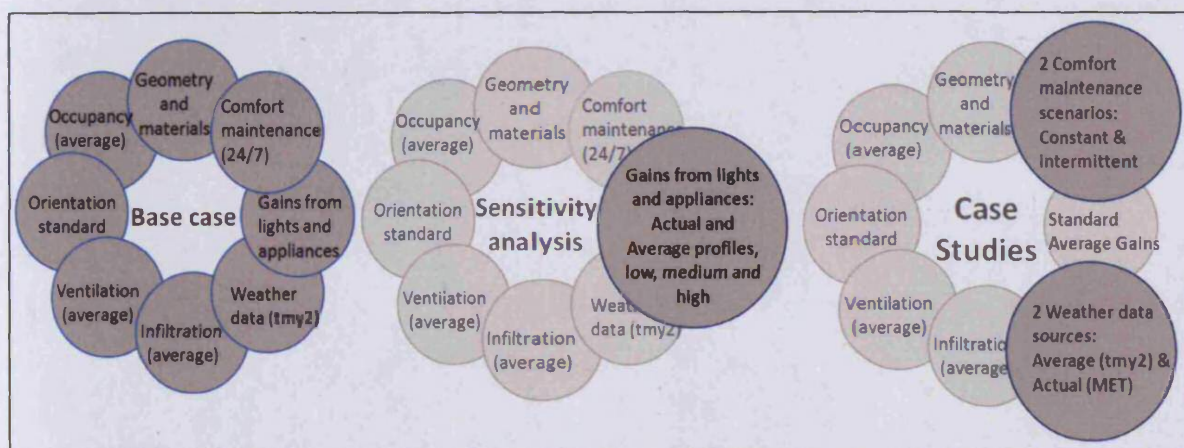 Geometry
and
materials
Comfort
maintenance
(24/7)
Gains from
lights and
appliances
Weather
data (tmy2)
Infiltration
(average)
Ventilation
(average)
Orientation
standard
Occupancy
(average)
Base case
Geometry
and
materials
Comfort
maintenance
(24/7)
Gains from lights
and appliances:
Actual and
Average profiles,
low, medium and
high
Weather
data (tmy2)
Infiltration
(average)
Ventilation
(average)
Orientation
standard
Occupancy
(average)
Sensitivity
analysis
Geometry
and
materials
2 Comfort
maintenance
scenarios:
Constant &
Intermittent
Standard
Average Gains
2 Weather data
sources:
Average (tmy2) &
Actual (MET)
Infiltration
(average)
Ventilation
(average)
Orientation
standard
Occupancy
(average)
Case
Studies